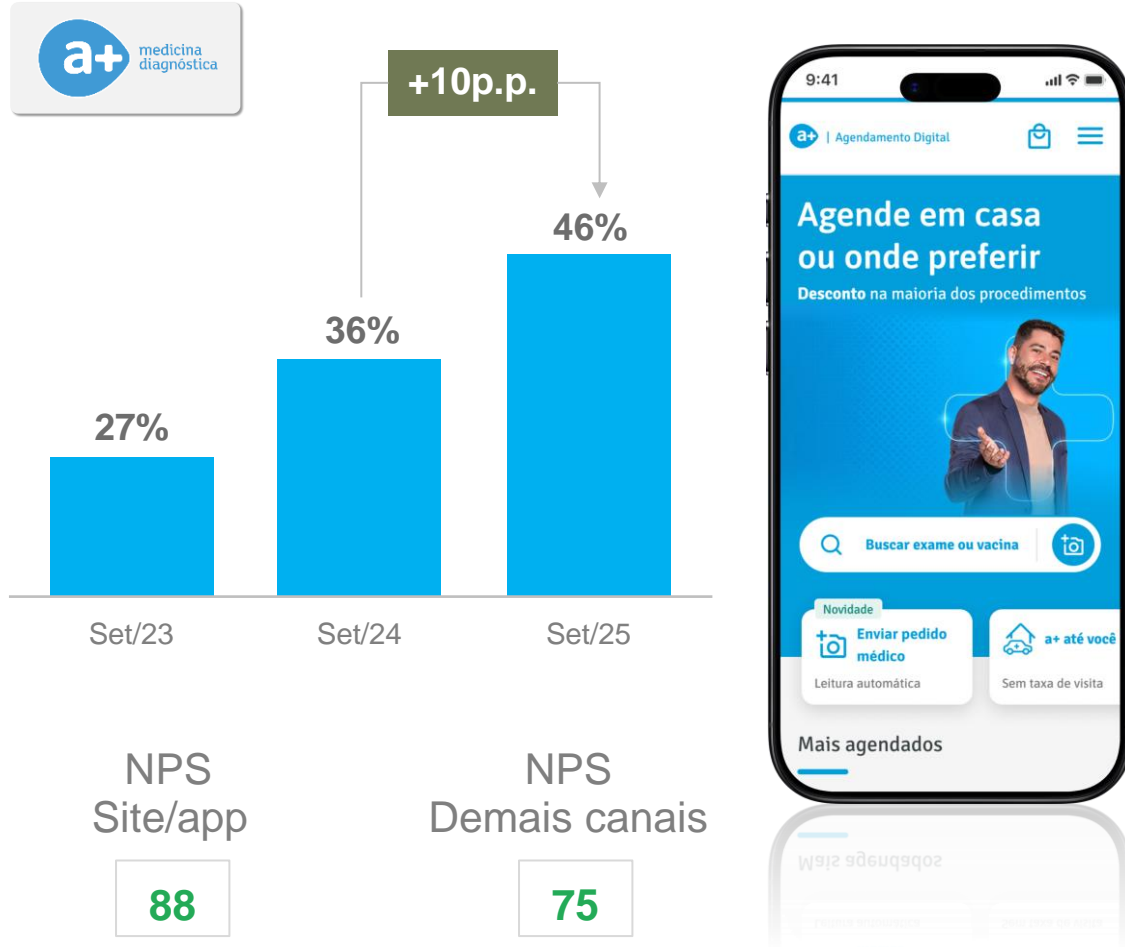 a+ medicina
diagnóstica
+10p.p.
46%
36%
27%
Set/23 Set/24 Set/25
NPS
Site/app
88
NPS
Demais canais
75
9:41
a+ | Agendamento Digital
Agende em casa
ou onde preferir
Desconto na maioria dos procedimentos
Buscar exame ou vacina
Novidade
Enviar pedido
médico
Leitura automática
a+ até você
Sem taxa de visita
Mais agendados
Mais agendados